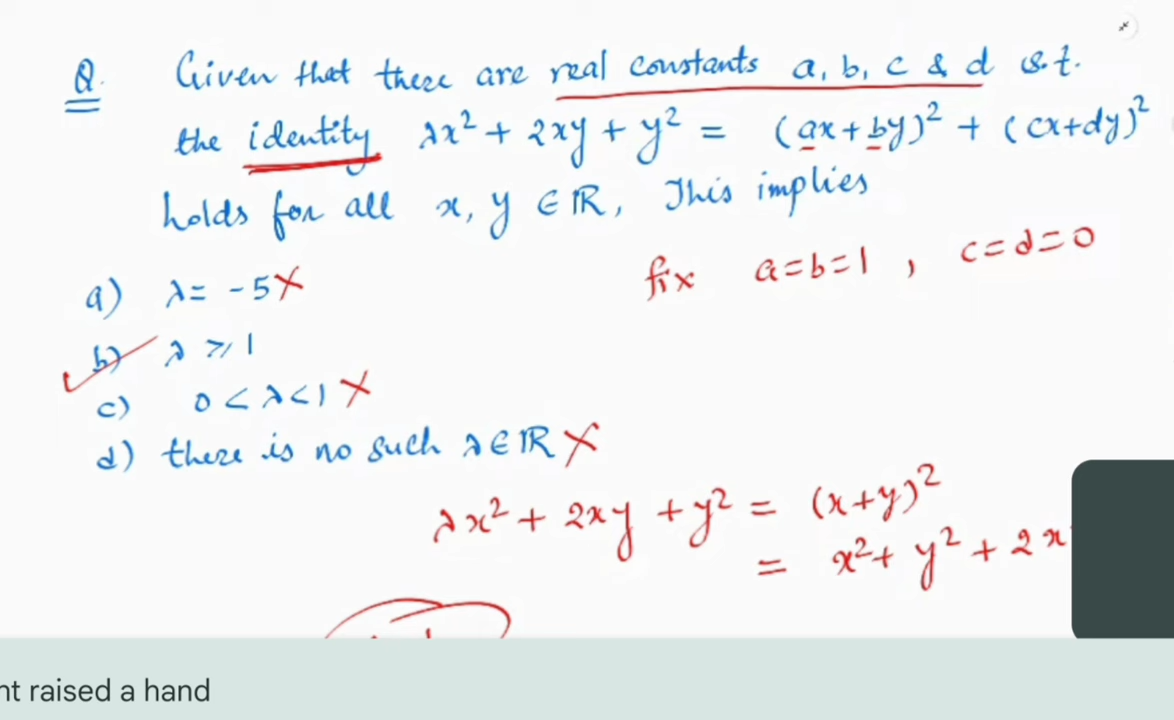 Q. Given that there are real constants a, b, c & d s.t.
the identity λx² + 2xy + y² = (ax+by)² + (cx+dy)²
holds for all x, y ∈ ℝ, This implies
fix a=b=1, c=d=0
a) λ = -5 ✗
b) λ ⩾ 1
c) 0 < λ < 1 ✗
d) there is no such λ ∈ ℝ ✗
λx² + 2xy + y² = (x+y)²
= x² + y² + 2x
nt raised a hand